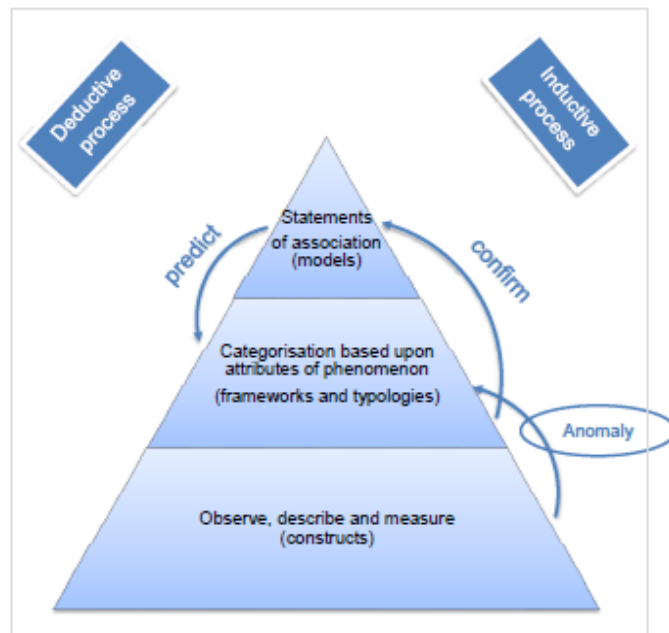 Deductive
process
Inductive
process
predict
confirm
Statements
of association
(models)
Categorisation based upon
attributes of phenomenon
(frameworks and typologies)
Anomaly
Observe, describe and measure
(constructs)